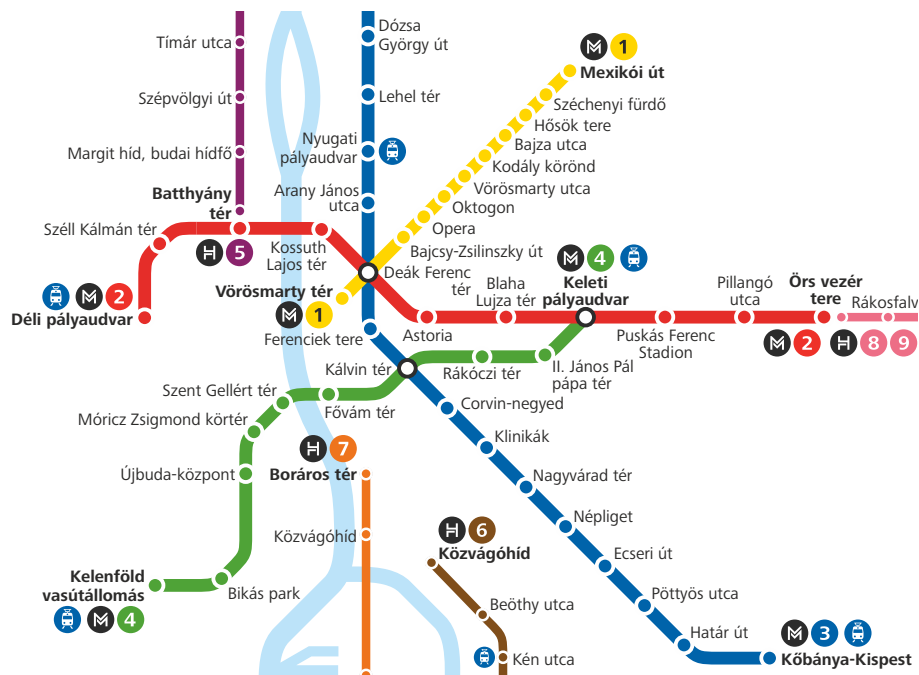 Dózsa
György út
Tímár utca
M 1
Mexikói út
Szépvölgyi út
Lehel tér
Széchenyi fürdő
Hősök tere
Nyugati
pályaudvar
Bajza utca
Margit híd, budai hídfő
Kodály körönd
Batthyány
tér
Arany János
utca
Vörösmarty utca
Oktogon
Széll Kálmán tér
Opera
H 5
Kossuth
Lajos tér
Bajcsy-Zsilinszky út
M 4
Deák Ferenc
tér
Blaha
Lujza tér
Keleti
pályaudvar
Pillangó
utca
Örs vezér
tere
M 2
Déli pályaudvar
Vörösmarty tér
M 1
Rákosfalv
Ferenciek tere
Astoria
Puskás Ferenc
Stadion
M 2
H 8 9
Kálvin tér
Rákóczi tér
II. János Pál
pápa tér
Szent Gellért tér
Fővám tér
Corvin-negyed
Móricz Zsigmond körtér
Klinikák
H 7
Boráros tér
Újbuda-központ
Nagyvárad tér
Népliget
Közvágóhíd
H 6
Közvágóhíd
Ecseri út
Kelenföld
vasútállomás
Bikás park
M 4
Beöthy utca
Pöttyös utca
Határ út
M 3
Kén utca
Kőbánya-Kispest